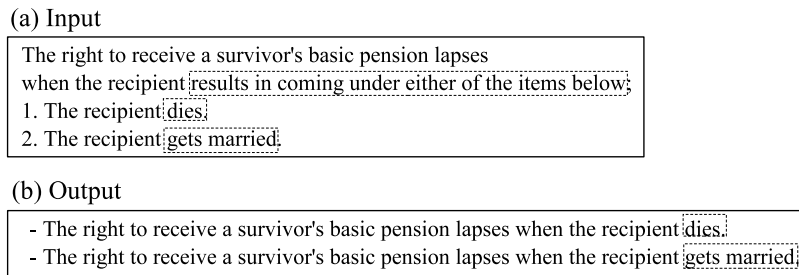 (a) Input
The right to receive a survivor's basic pension lapses
when the recipient results in coming under either of the items below;
1. The recipient dies.
2. The recipient gets married.
(b) Output
- The right to receive a survivor's basic pension lapses when the recipient dies.
- The right to receive a survivor's basic pension lapses when the recipient gets married.